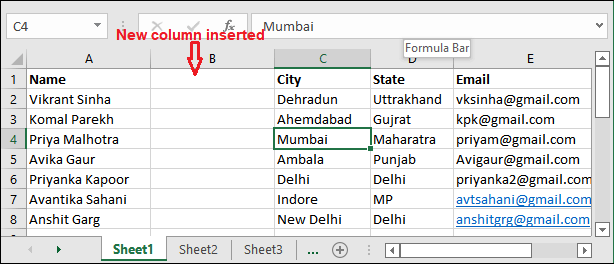 C4 Mumbai
New column inserted
Formula Bar
A B C D E
1 Name City State Email
2 Vikrant Sinha Dehradun Uttrakhand vksinha@gmail.com
3 Komal Parekh Ahemdabad Gujrat kpk@gmail.com
4 Priya Malhotra Mumbai Maharatra priyam@gmail.com
5 Avika Gaur Ambala Punjab Avigaur@gmail.com
6 Priyanka Kapoor Delhi Delhi priyanka2@gmail.com
7 Avantika Sahani Indore MP avtsahani@gmail.com
8 Anshit Garg New Delhi Delhi anshitgrg@gmail.com
Sheet1 Sheet2 Sheet3 ...